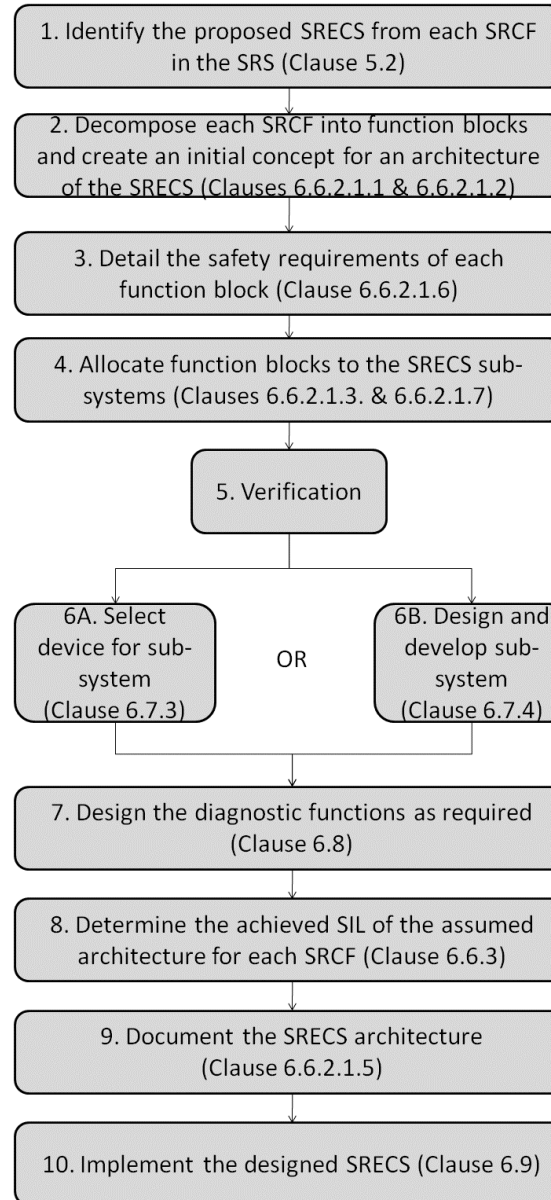 1. Identify the proposed SRECS from each SRCF
in the SRS (Clause 5.2)
2. Decompose each SRCF into function blocks
and create an initial concept for an architecture
of the SRECS (Clauses 6.6.2.1.1 & 6.6.2.1.2)
3. Detail the safety requirements of each
function block (Clause 6.6.2.1.6)
4. Allocate function blocks to the SRECS sub-
systems (Clauses 6.6.2.1.3. & 6.6.2.1.7)
5. Verification
6A. Select
device for sub-
system
(Clause 6.7.3)
OR
6B. Design and
develop sub-
system
(Clause 6.7.4)
7. Design the diagnostic functions as required
(Clause 6.8)
8. Determine the achieved SIL of the assumed
architecture for each SRCF (Clause 6.6.3)
9. Document the SRECS architecture
(Clause 6.6.2.1.5)
10. Implement the designed SRECS (Clause 6.9)